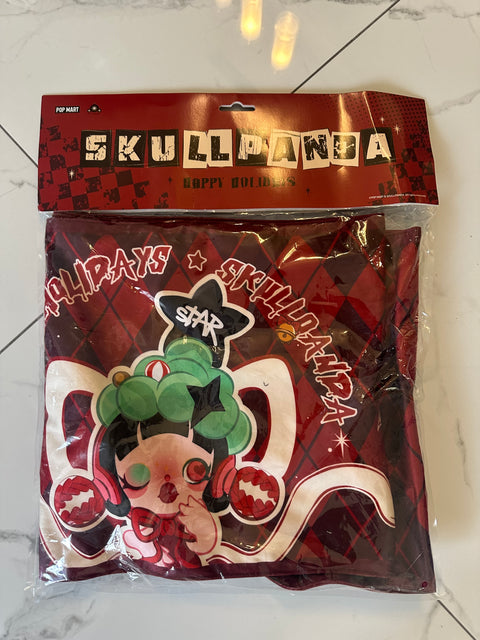 POP MART
SKULLPANDA
HAPPY HOLIDAYS
HOLIDAYS ★ SKULLPANDA
STAR